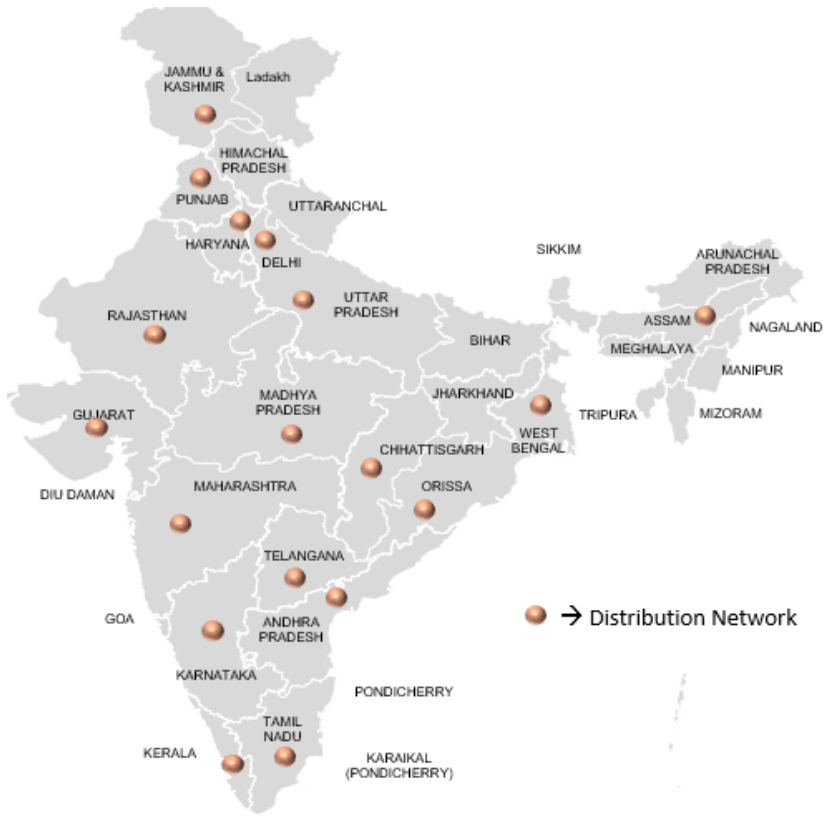 JAMMU &
KASHMIR
Ladakh
HIMACHAL
PRADESH
PUNJAB
UTTARANCHAL
HARYANA
DELHI
SIKKIM
ARUNACHAL
PRADESH
RAJASTHAN
UTTAR
PRADESH
ASSAM
NAGALAND
BIHAR
MEGHALAYA
MANIPUR
MADHYA
PRADESH
JHARKHAND
GUJARAT
TRIPURA
MIZORAM
WEST
BENGAL
CHHATTISGARH
DIU DAMAN
MAHARASHTRA
ORISSA
TELANGANA
GOA
ANDHRA
PRADESH
→ Distribution Network
KARNATAKA
PONDICHERRY
TAMIL
NADU
KERALA
KARAIKAL
(PONDICHERRY)